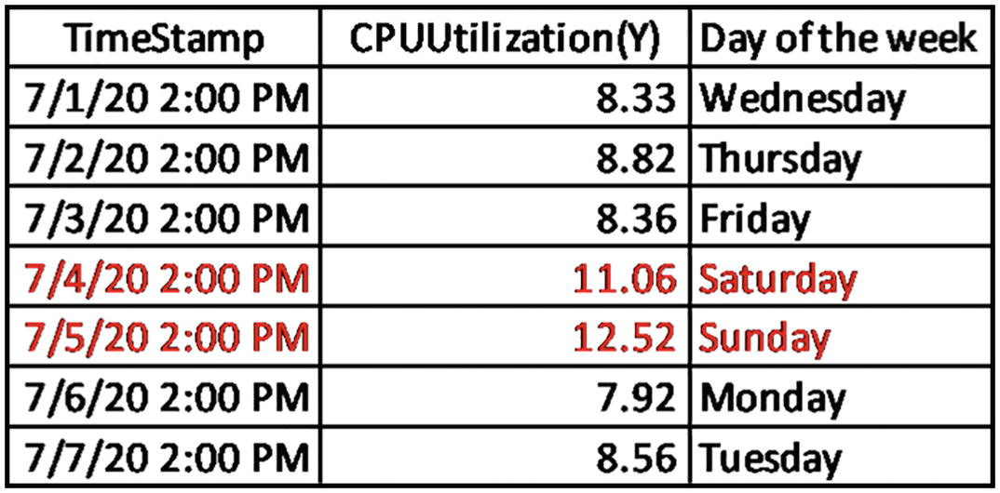 TimeStamp CPUUtilization(Y) Day of the week
7/1/20 2:00 PM 8.33 Wednesday
7/2/20 2:00 PM 8.82 Thursday
7/3/20 2:00 PM 8.36 Friday
7/4/20 2:00 PM 11.06 Saturday
7/5/20 2:00 PM 12.52 Sunday
7/6/20 2:00 PM 7.92 Monday
7/7/20 2:00 PM 8.56 Tuesday